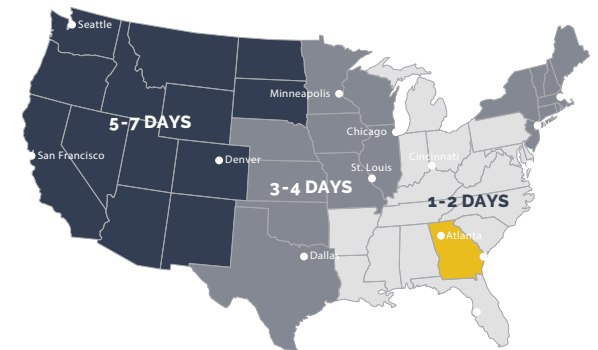 Seattle
Minneapolis
5-7 DAYS
Chicago
San Francisco
Denver
Cincinnati
St. Louis
3-4 DAYS
1-2 DAYS
Atlanta
Dallas